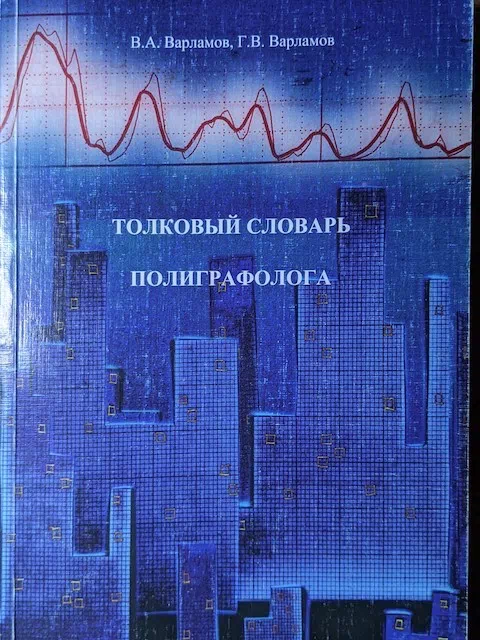 В.А. Варламов, Г.В. Варламов
ТОЛКОВЫЙ СЛОВАРЬ
ПОЛИГРАФОЛОГА